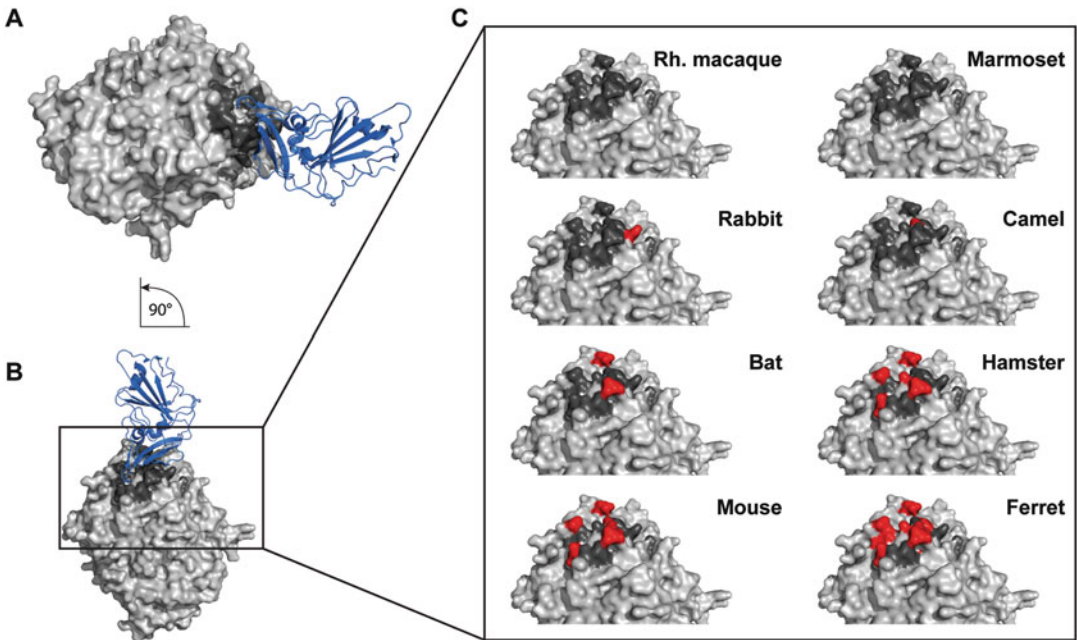 A
90°
B
C
Rh. macaque
Marmoset
Rabbit
Camel
Bat
Hamster
Mouse
Ferret